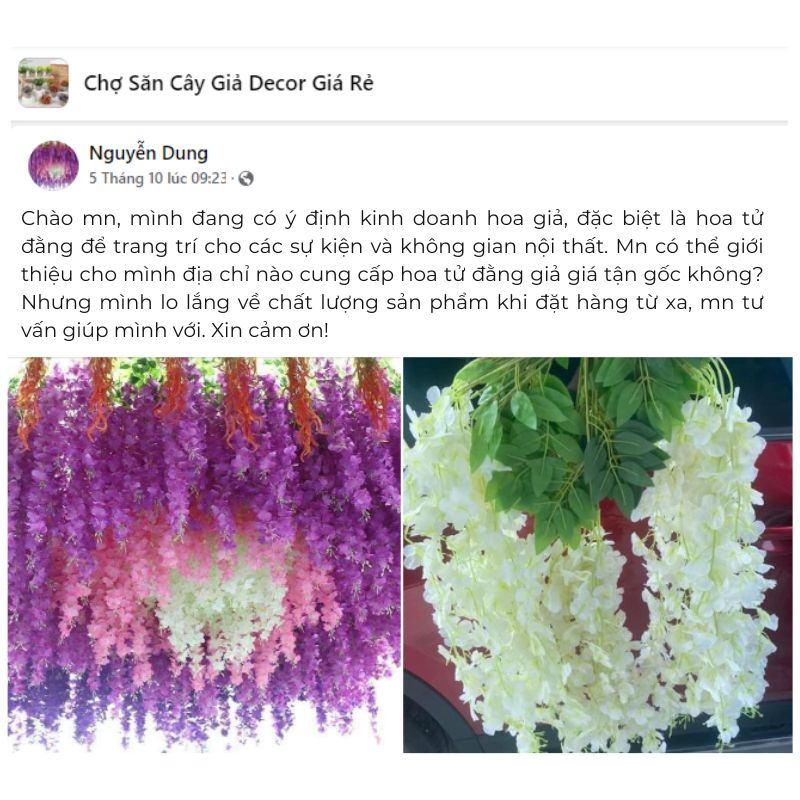 Chợ Săn Cây Giả Decor Giá Rẻ
Nguyễn Dung
5 Tháng 10 lúc 09:23 ·
Chào mn, mình đang có ý định kinh doanh hoa giả, đặc biệt là hoa tử
đằng để trang trí cho các sự kiện và không gian nội thất. Mn có thể giới
thiệu cho mình địa chỉ nào cung cấp hoa tử đằng giả giá tận gốc không?
Nhưng mình lo lắng về chất lượng sản phẩm khi đặt hàng từ xa, mn tư
vấn giúp mình với. Xin cảm ơn!